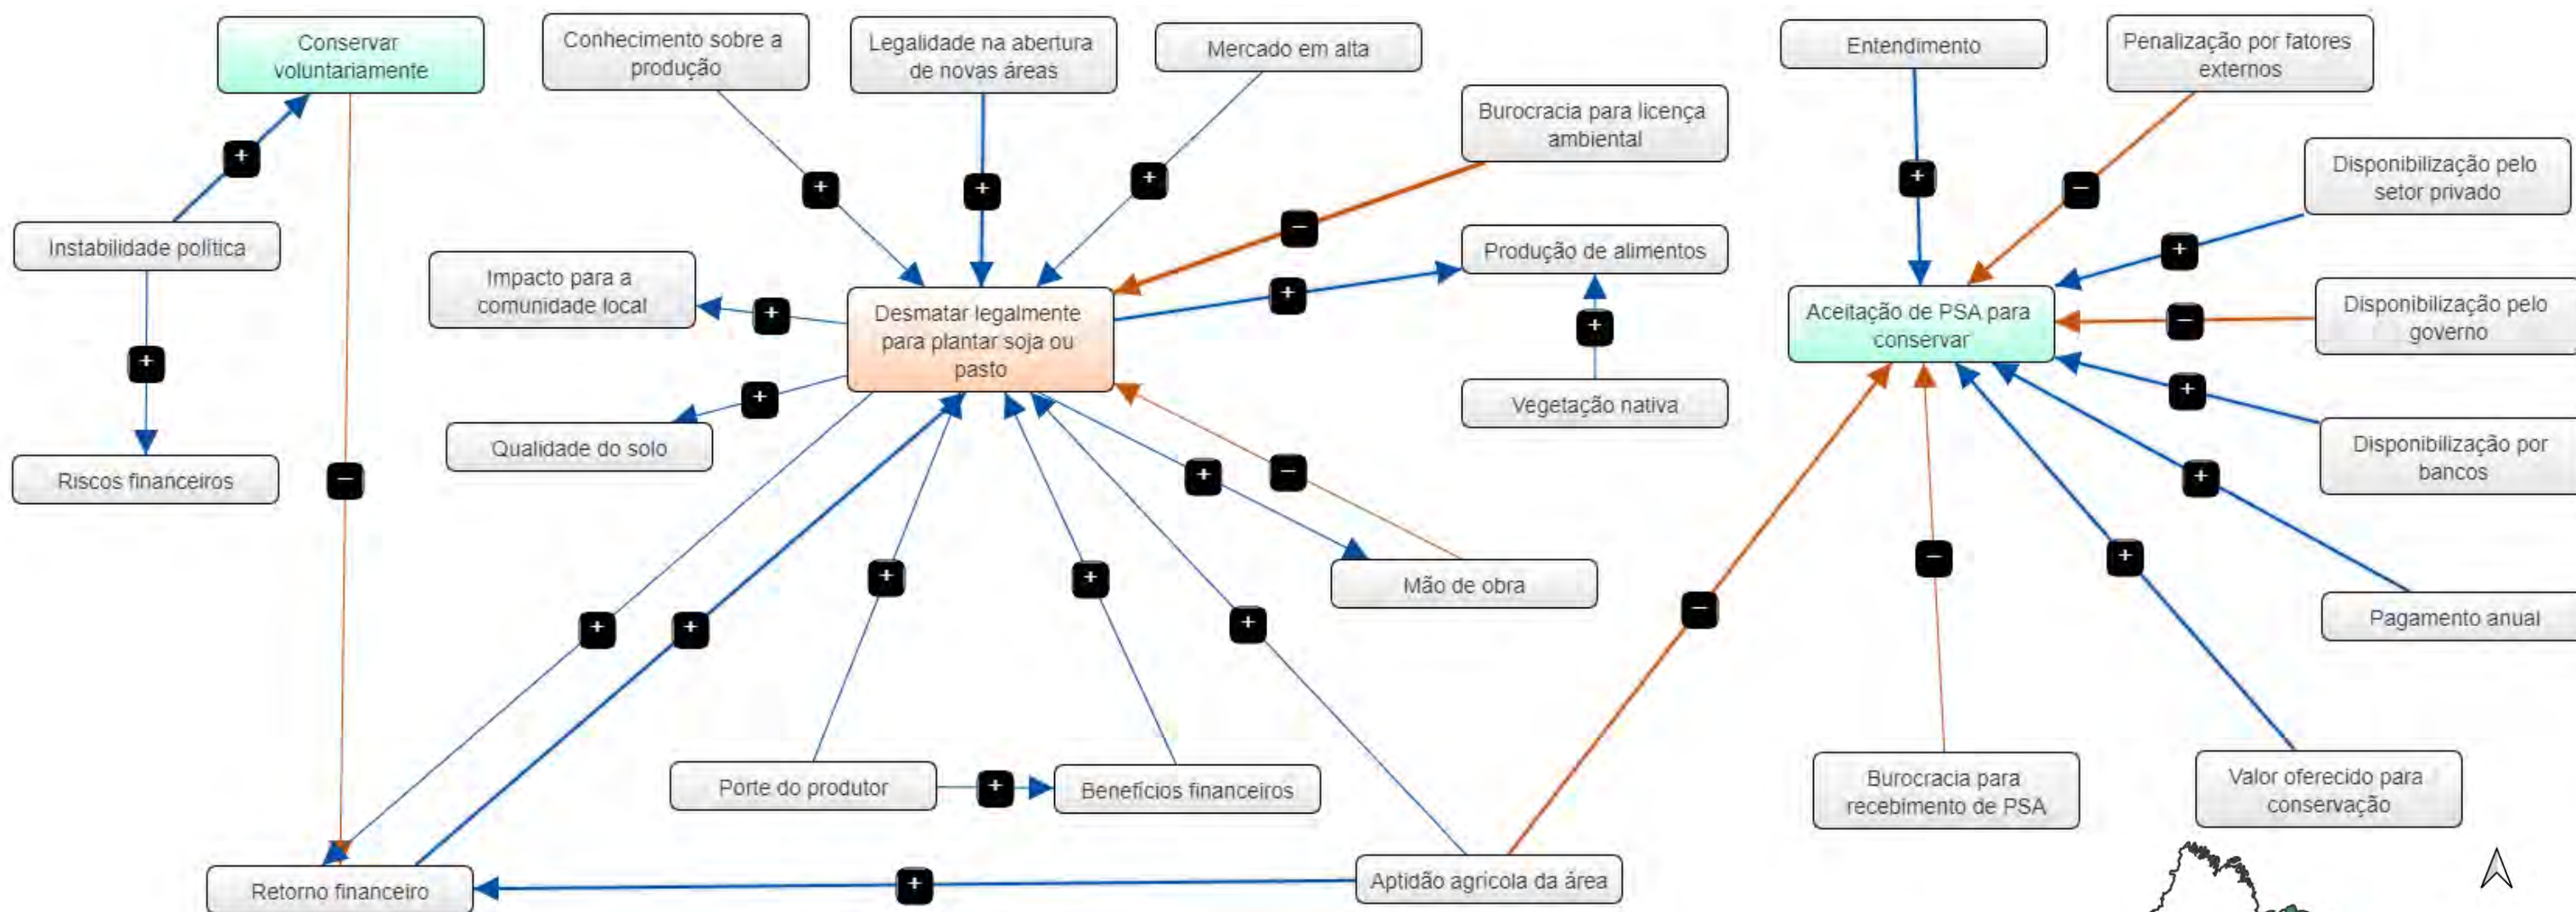 Conservar
voluntariamente
Conhecimento sobre a
produção
Legalidade na abertura
de novas áreas
Mercado em alta
Entendimento
Penalização por fatores
externos
Burocracia para licença
ambiental
Disponibilização pelo
setor privado
Instabilidade política
Impacto para a
comunidade local
Produção de alimentos
Desmatar legalmente
para plantar soja ou
pasto
Aceitação de PSA para
conservar
Disponibilização pelo
governo
Vegetação nativa
Qualidade do solo
Riscos financeiros
Disponibilização por
bancos
Mão de obra
Pagamento anual
Porte do produtor
Benefícios financeiros
Burocracia para
recebimento de PSA
Valor oferecido para
conservação
Retorno financeiro
Aptidão agrícola da área